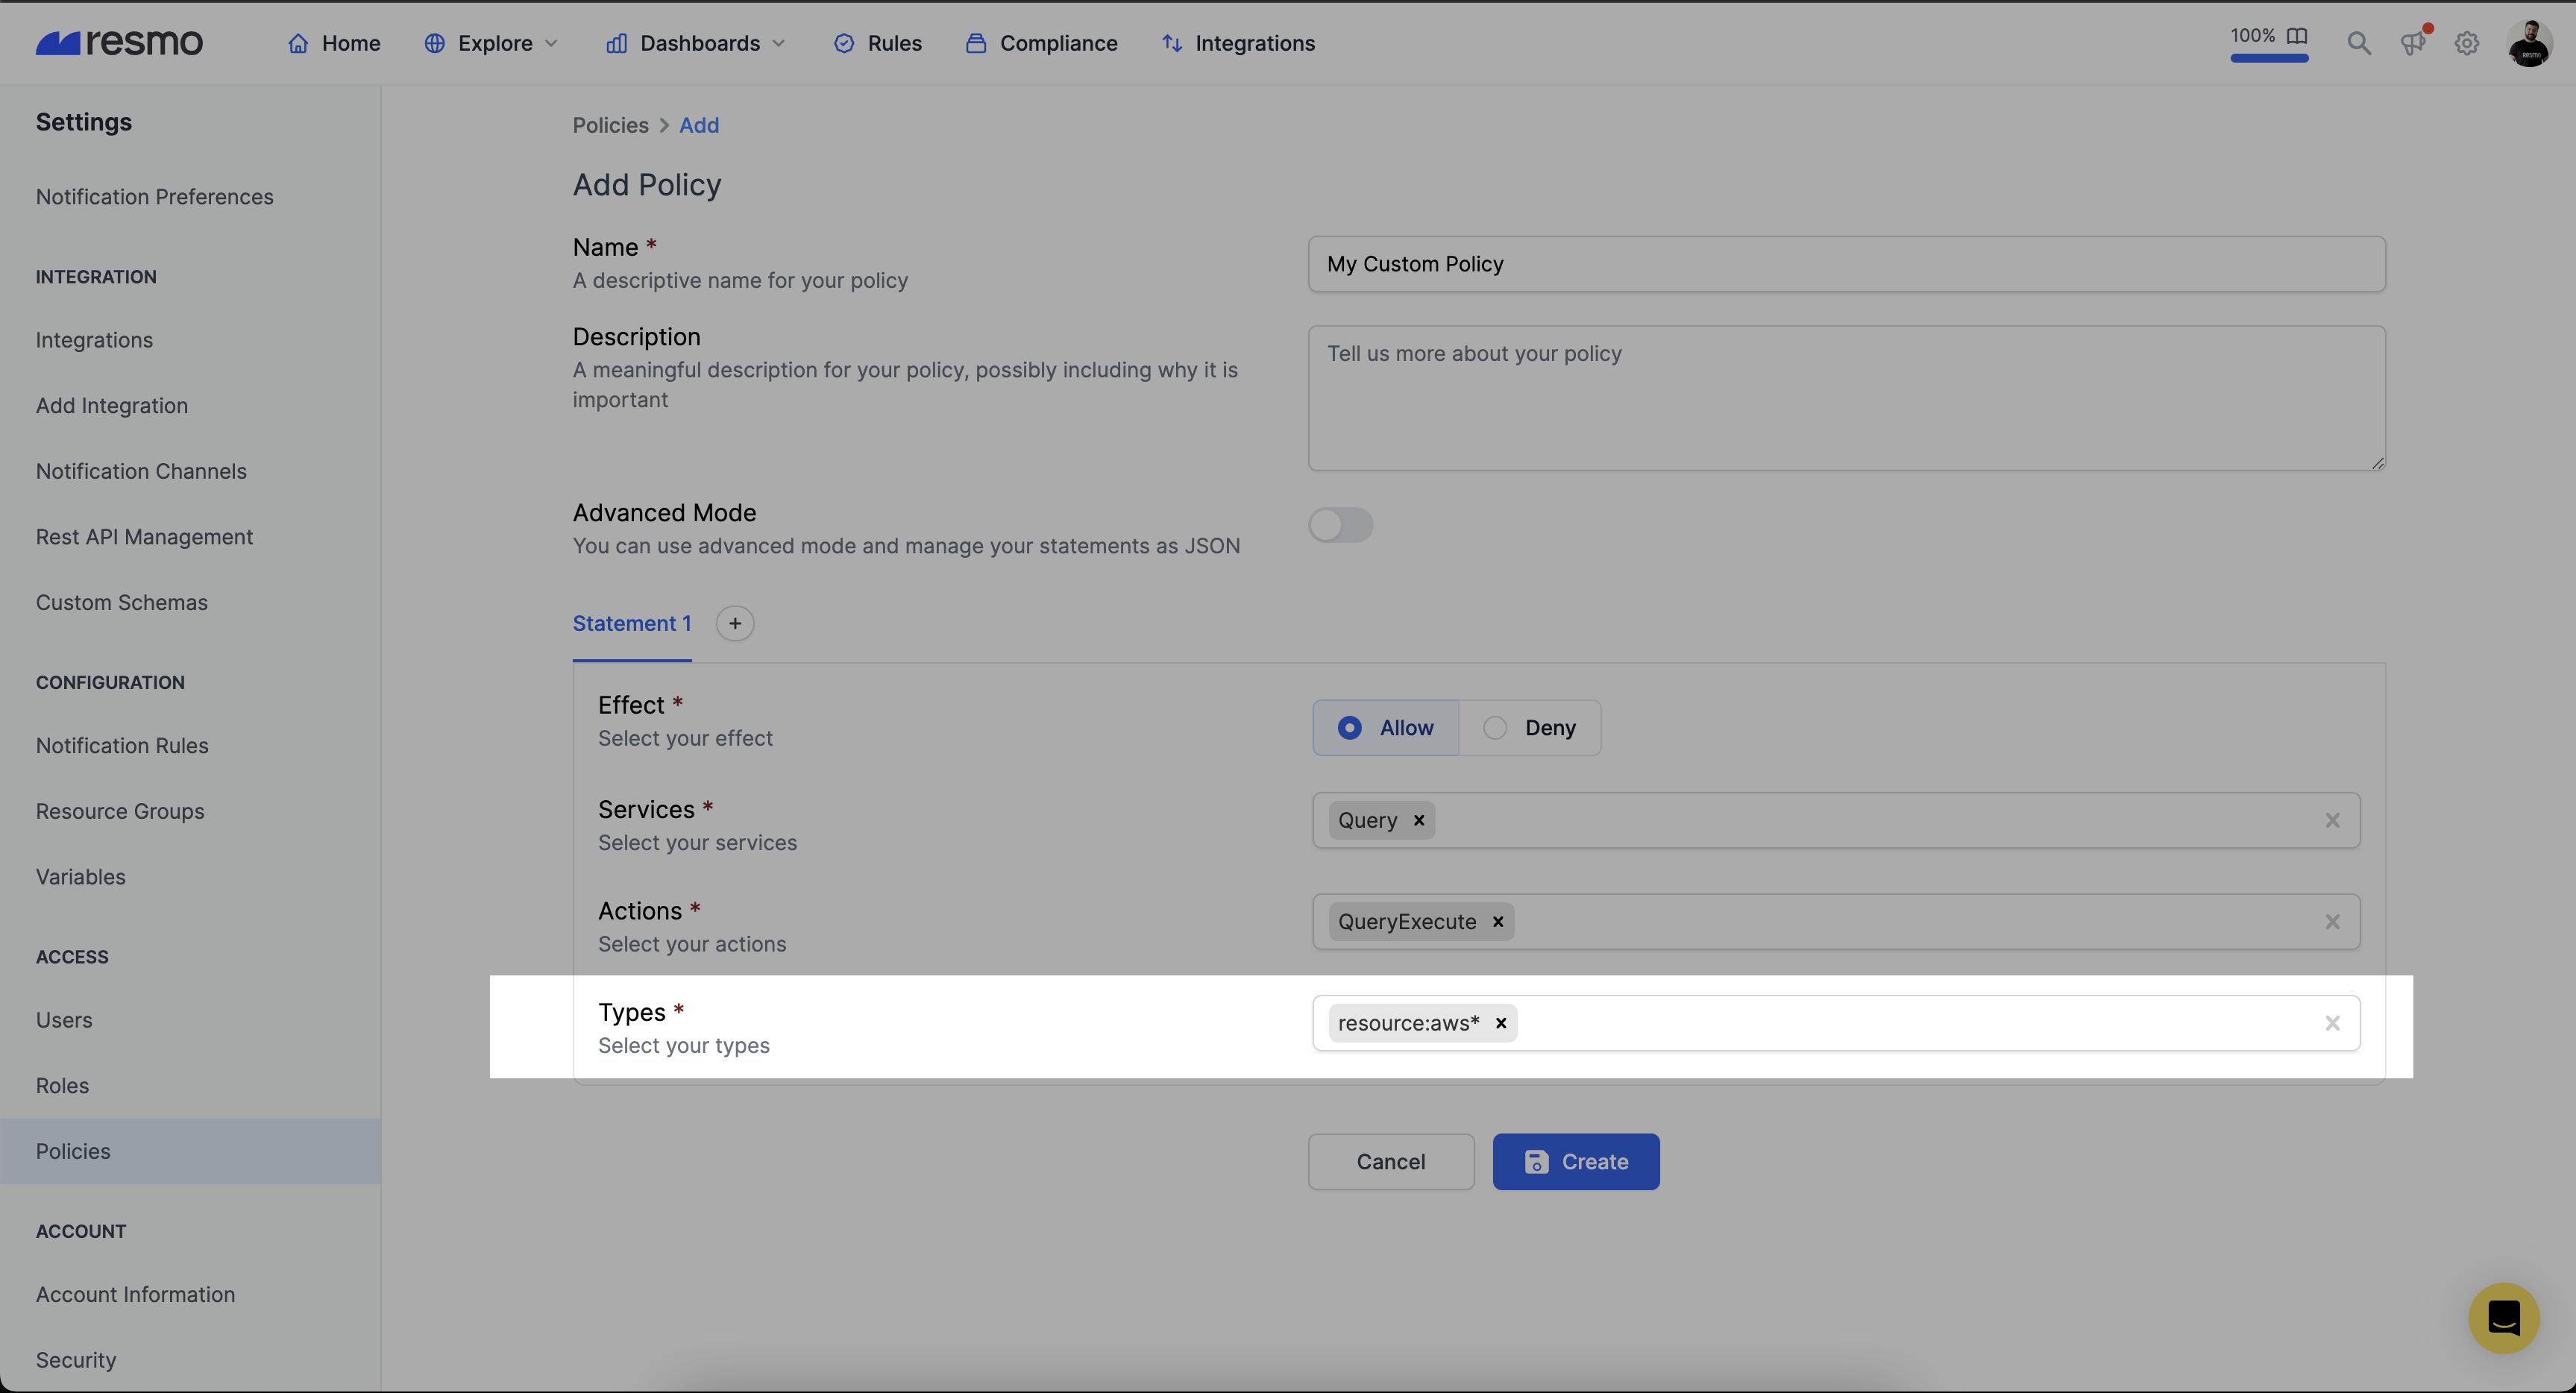 resmo
Home
Explore
Dashboards
Rules
Compliance
Integrations
100%
Settings
Notification Preferences
INTEGRATION
Integrations
Add Integration
Notification Channels
Rest API Management
Custom Schemas
CONFIGURATION
Notification Rules
Resource Groups
Variables
ACCESS
Users
Roles
Policies
ACCOUNT
Account Information
Security
Policies > Add
Add Policy
Name *
A descriptive name for your policy
My Custom Policy
Description
A meaningful description for your policy, possibly including why it is
important
Tell us more about your policy
Advanced Mode
You can use advanced mode and manage your statements as JSON
Statement 1 +
Effect *
Select your effect
Allow
Deny
Services *
Select your services
Query ×
Actions *
Select your actions
QueryExecute ×
Types *
Select your types
resource:aws* ×
Cancel
Create